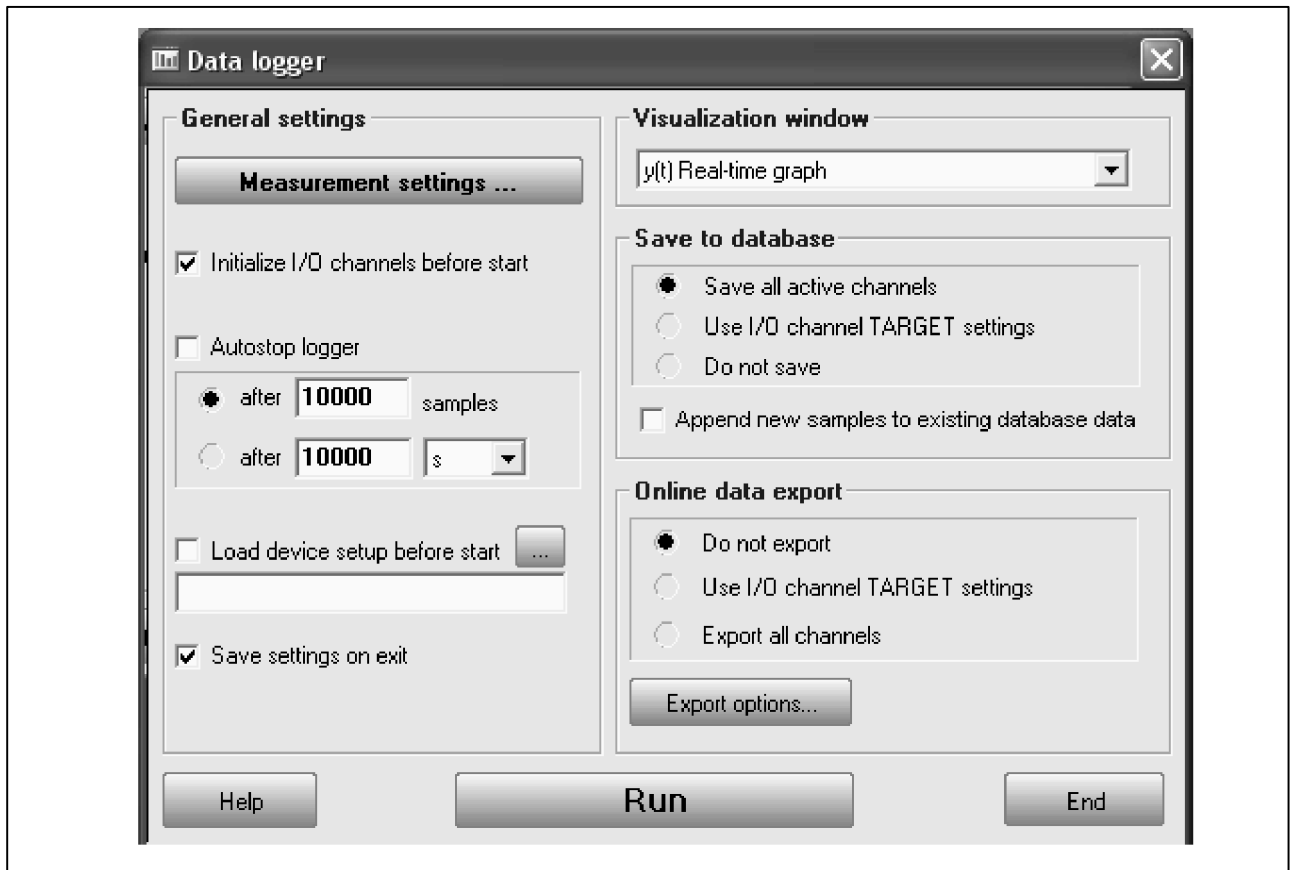 Data logger
General settings
Measurement settings ...
Initialize I/O channels before start
Autostop logger
after 10000 samples
after 10000 s
Load device setup before start ...
Save settings on exit
Visualization window
y(t) Real-time graph
Save to database
Save all active channels
Use I/O channel TARGET settings
Do not save
Append new samples to existing database data
Online data export
Do not export
Use I/O channel TARGET settings
Export all channels
Export options...
Help
Run
End